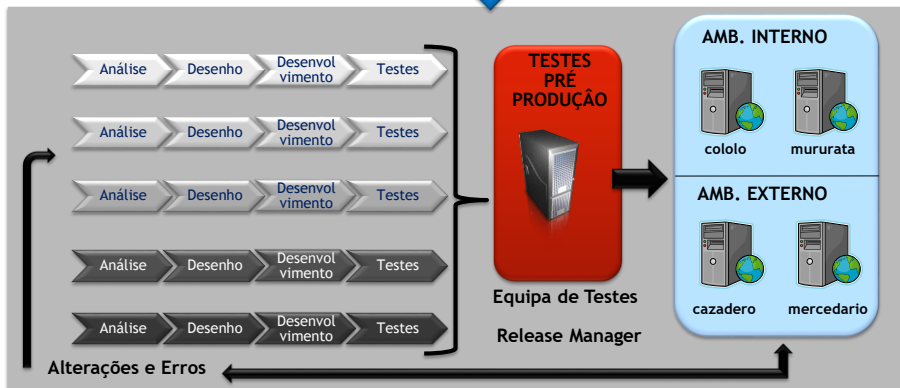 Análise
Desenho
Desenvol
vimento
Testes
Análise
Desenho
Desenvol
vimento
Testes
Análise
Desenho
Desenvol
vimento
Testes
Análise
Desenho
Desenvol
vimento
Testes
Análise
Desenho
Desenvol
vimento
Testes
Alterações e Erros
TESTES
PRÉ
PRODUÇÂO
Equipa de Testes
Release Manager
AMB. INTERNO
cololo
mururata
AMB. EXTERNO
cazadero
mercedario